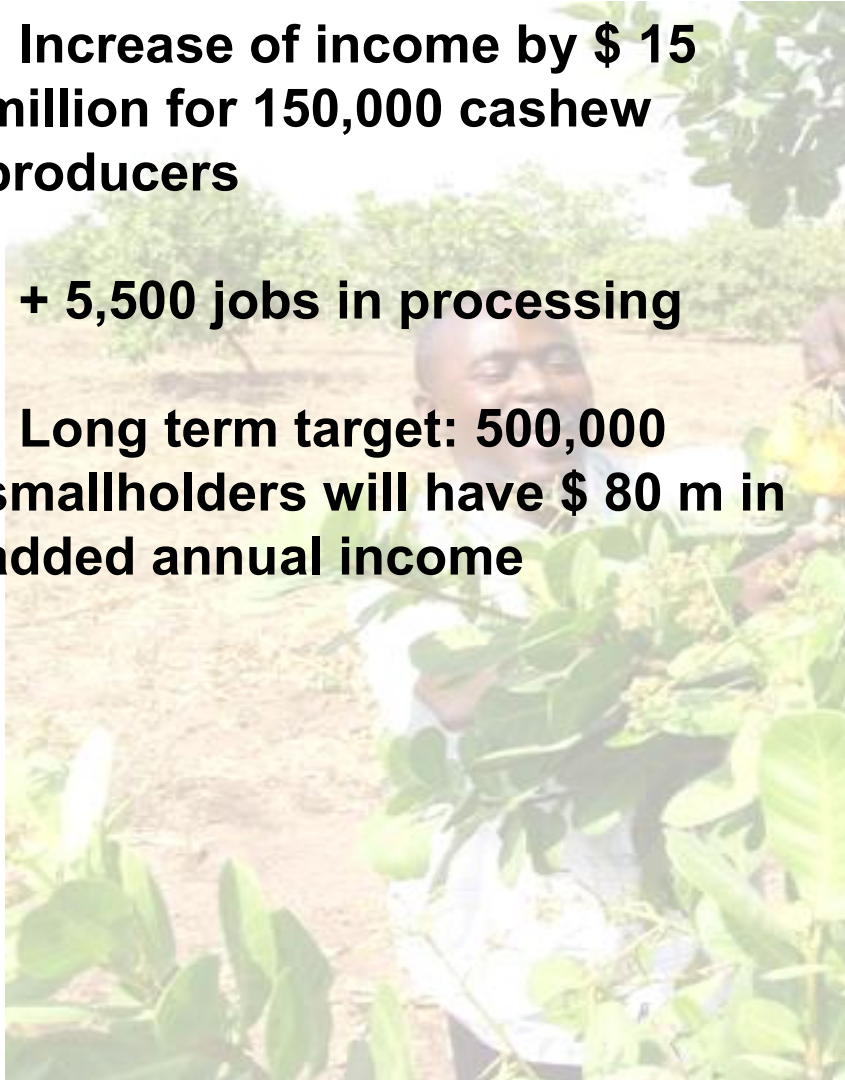 Increase of income by $ 15
million for 150,000 cashew
producers
+ 5,500 jobs in processing
Long term target: 500,000
smallholders will have $ 80 m in
added annual income